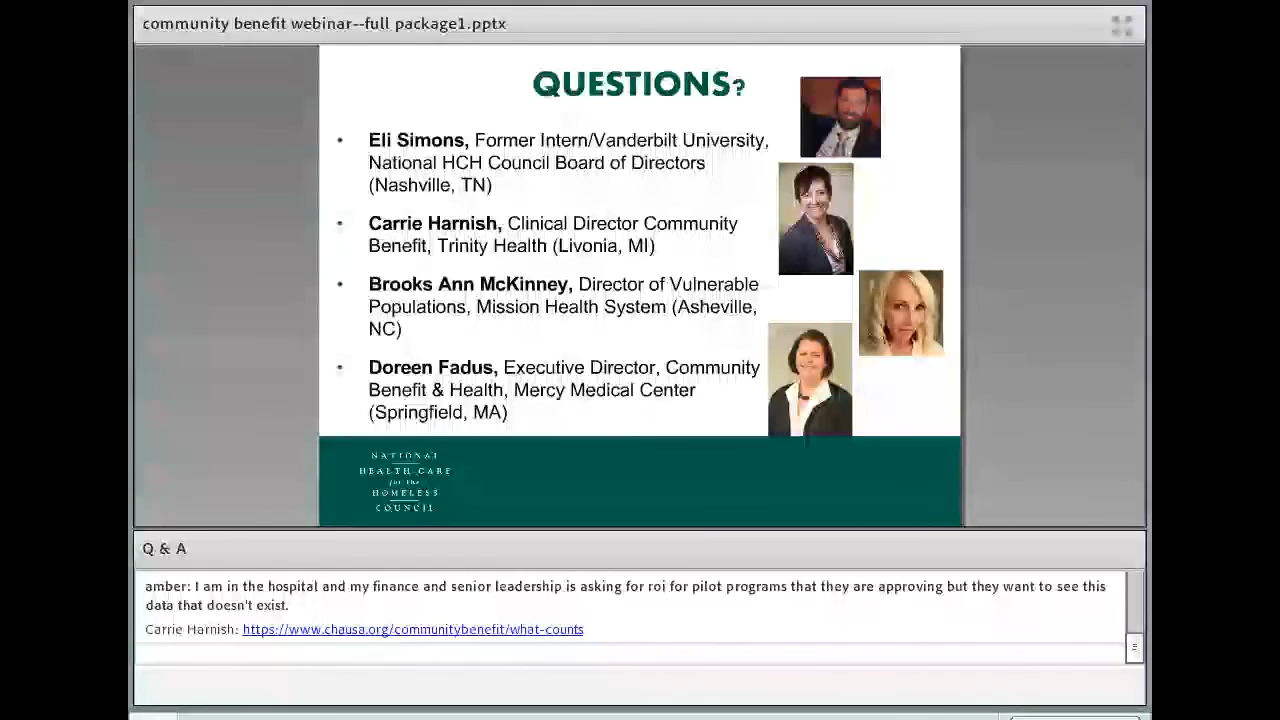 community benefit webinar--full package1.pptx
QUESTIONS?
• Eli Simons, Former Intern/Vanderbilt University,
National HCH Council Board of Directors
(Nashville, TN)
• Carrie Harnish, Clinical Director Community
Benefit, Trinity Health (Livonia, MI)
• Brooks Ann McKinney, Director of Vulnerable
Populations, Mission Health System (Asheville,
NC)
• Doreen Fadus, Executive Director, Community
Benefit & Health, Mercy Medical Center
(Springfield, MA)
NATIONAL
HEALTH CARE
for the
HOMELESS
COUNCIL
Q & A
amber: I am in the hospital and my finance and senior leadership is asking for roi for pilot programs that they are approving but they want to see this
data that doesn't exist.
Carrie Harnish: https://www.chausa.org/communitybenefit/what-counts